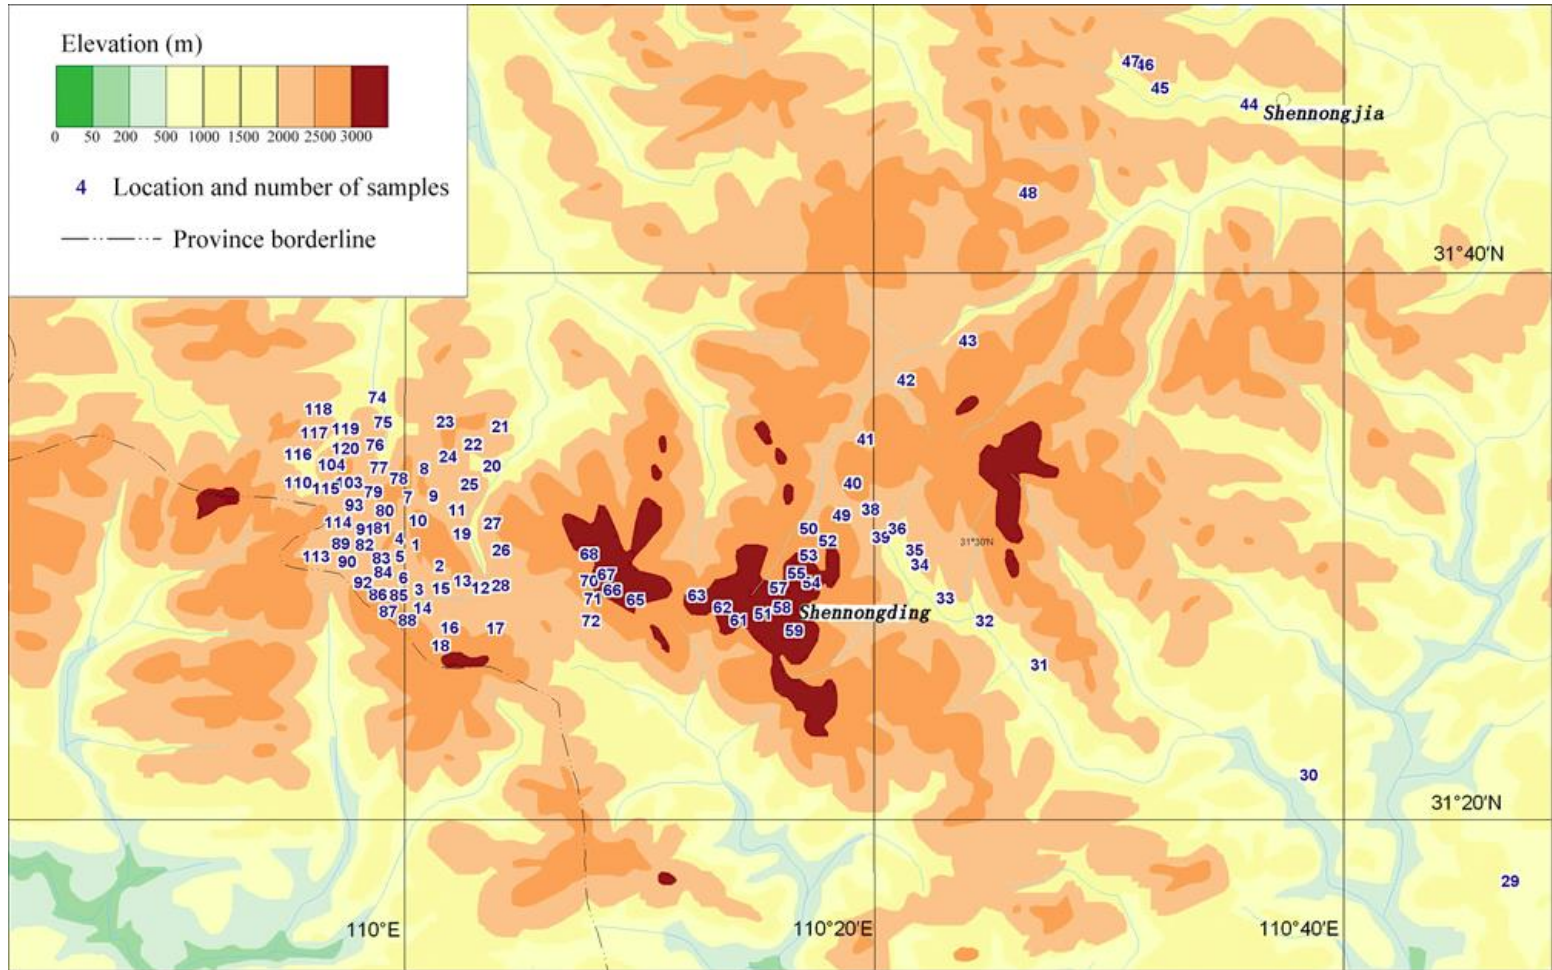 Elevation (m)
0 50 200 500 1000 1500 2000 2500 3000
4 Location and number of samples
Province borderline
47 46
45
44
Shennongjia
48
31°40′N
43
42
74
118
75 23 21
117 119
41
120 76 22
116 24
104 77 8 20
78
110 103 25 40
115 79 7 9
93 11 38
80 49
114 10 27
91 81 19 50 36
4 39 52
89 82 1 31°30′N
26 35
113 5 68 53
90 83 2 34
84 67 55
92 6 13 70 54
3 15 12 28 66 57
86 85 63 33
71 65
87 14 62 58
88 72 61 51 Shennongding 32
16 17 59
18
31
30
31°20′N
29
110°E 110°20′E 110°40′E